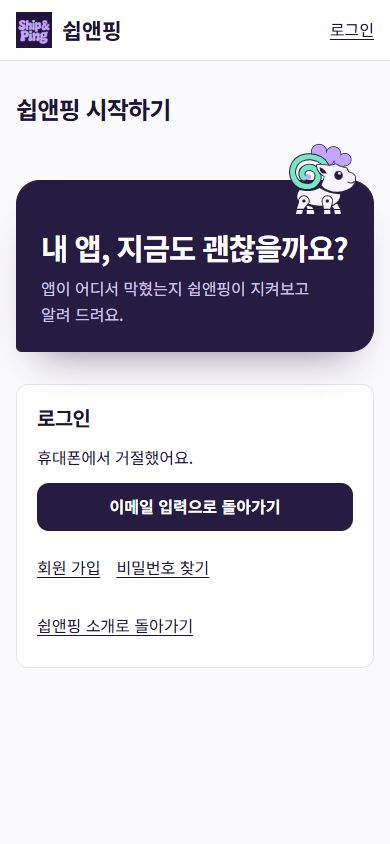 Ship&
Ping
쉽앤핑
로그인
쉽앤핑 시작하기
내 앱, 지금도 괜찮을까요?
앱이 어디서 막혔는지 쉽앤핑이 지켜보고
알려 드려요.
로그인
휴대폰에서 거절했어요.
이메일 입력으로 돌아가기
회원 가입 비밀번호 찾기
쉽앤핑 소개로 돌아가기